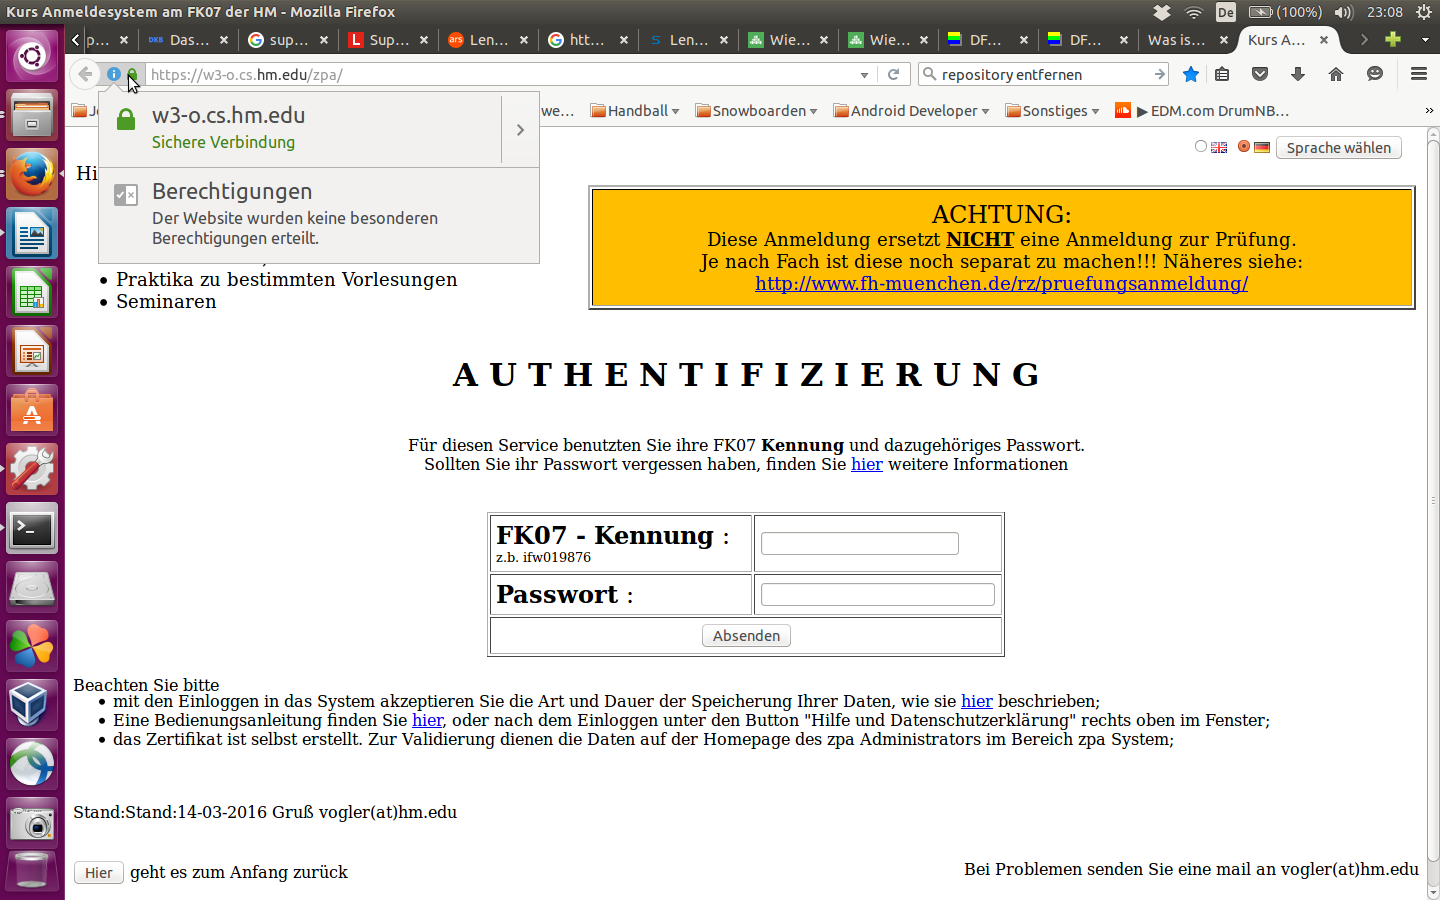 Kurs Anmeldesystem am FK07 der HM - Mozilla Firefox
De (100%) 23:08
p... Das... sup... Sup... Len... htt... Len... Wie... Wie... DF... DF... Was is... Kurs A...
https://w3-o.cs.hm.edu/zpa/
repository entfernen
we... Handball Snowboarden Android Developer Sonstiges ▶ EDM.com DrumNB... »
w3-o.cs.hm.edu
Sichere Verbindung
Berechtigungen
Der Website wurden keine besonderen
Berechtigungen erteilt.
Sprache wählen
Hi
ACHTUNG:
Diese Anmeldung ersetzt NICHT eine Anmeldung zur Prüfung.
Je nach Fach ist diese noch separat zu machen!!! Näheres siehe:
http://www.fh-muenchen.de/rz/pruefungsanmeldung/
• Praktika zu bestimmten Vorlesungen
• Seminaren
A U T H E N T I F I Z I E R U N G
Für diesen Service benutzten Sie ihre FK07 Kennung und dazugehöriges Passwort.
Sollten Sie ihr Passwort vergessen haben, finden Sie hier weitere Informationen
FK07 - Kennung :
z.b. ifw019876
Passwort :
Absenden
Beachten Sie bitte
• mit den Einloggen in das System akzeptieren Sie die Art und Dauer der Speicherung Ihrer Daten, wie sie hier beschrieben;
• Eine Bedienungsanleitung finden Sie hier, oder nach dem Einloggen unter den Button "Hilfe und Datenschutzerklärung" rechts oben im Fenster;
• das Zertifikat ist selbst erstellt. Zur Validierung dienen die Daten auf der Homepage des zpa Administrators im Bereich zpa System;
Stand:Stand:14-03-2016 Gruß vogler(at)hm.edu
Hier geht es zum Anfang zurück
Bei Problemen senden Sie eine mail an vogler(at)hm.edu